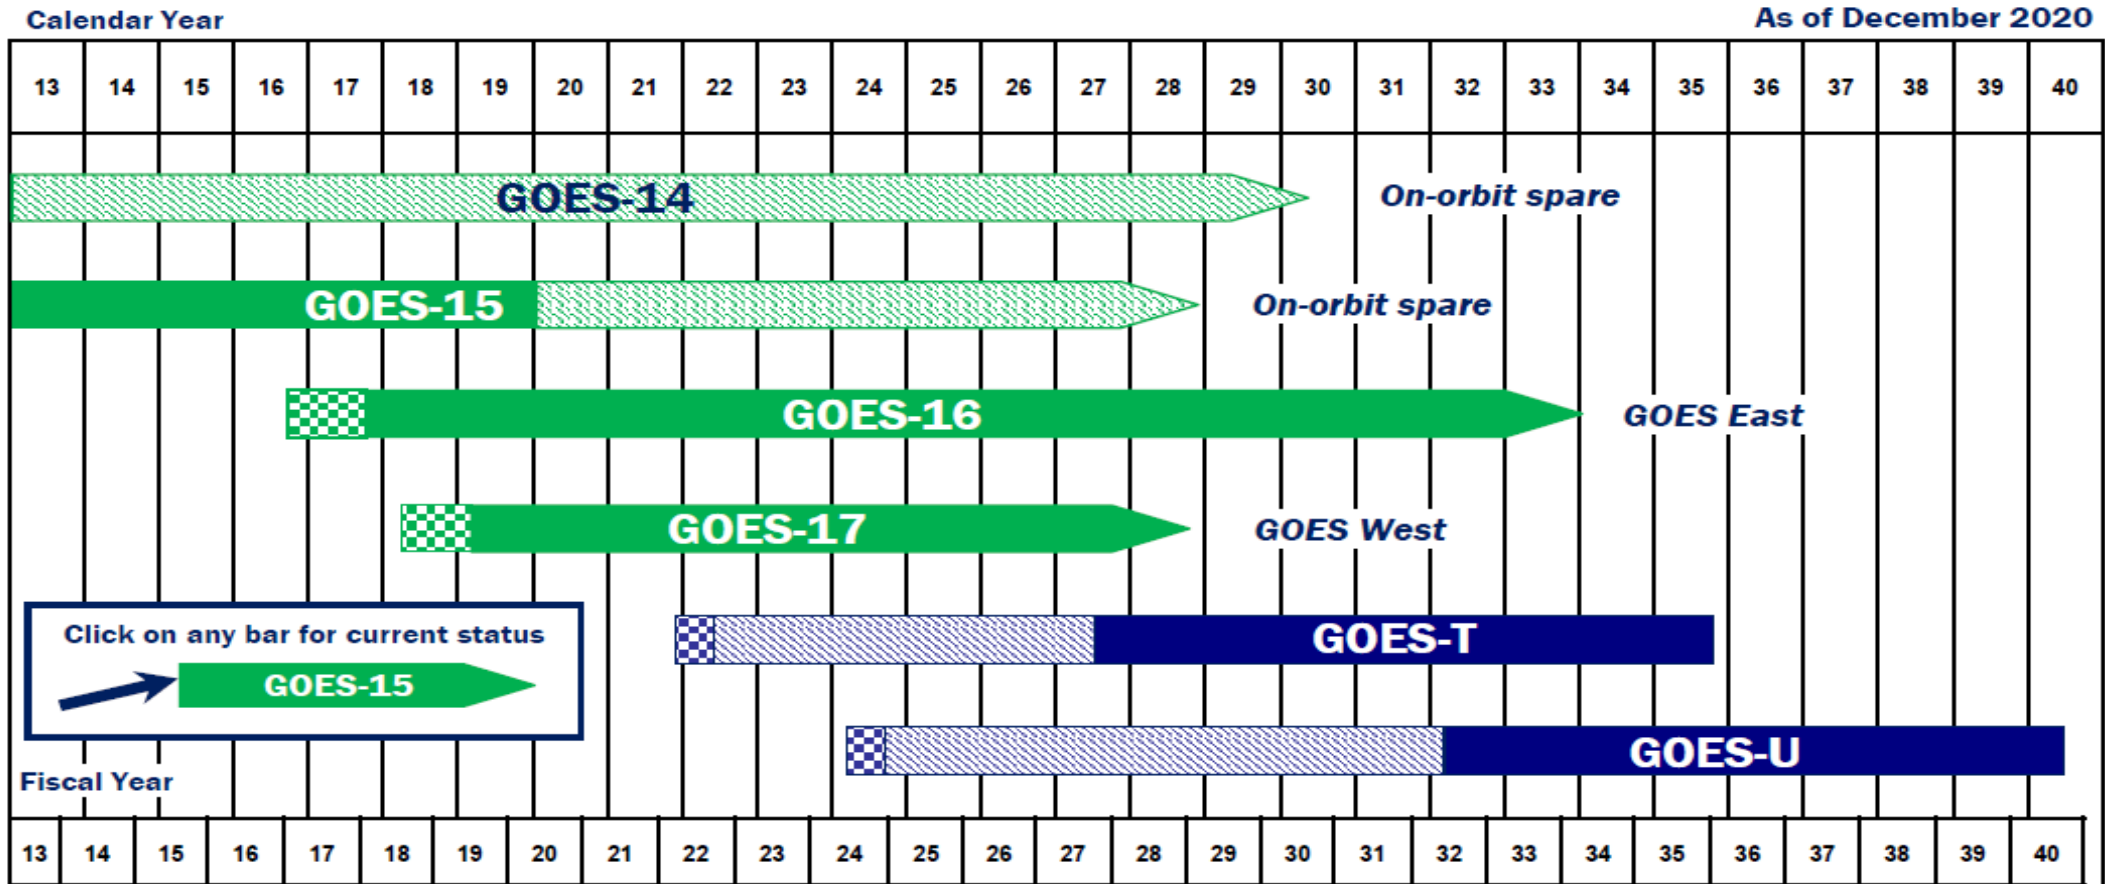 Calendar Year As of December 2020
13 14 15 16 17 18 19 20 21 22 23 24 25 26 27 28 29 30 31 32 33 34 35 36 37 38 39 40
GOES-14 On-orbit spare
GOES-15 On-orbit spare
GOES-16 GOES East
GOES-17 GOES West
Click on any bar for current status
GOES-15
GOES-T
GOES-U
Fiscal Year
13 14 15 16 17 18 19 20 21 22 23 24 25 26 27 28 29 30 31 32 33 34 35 36 37 38 39 40